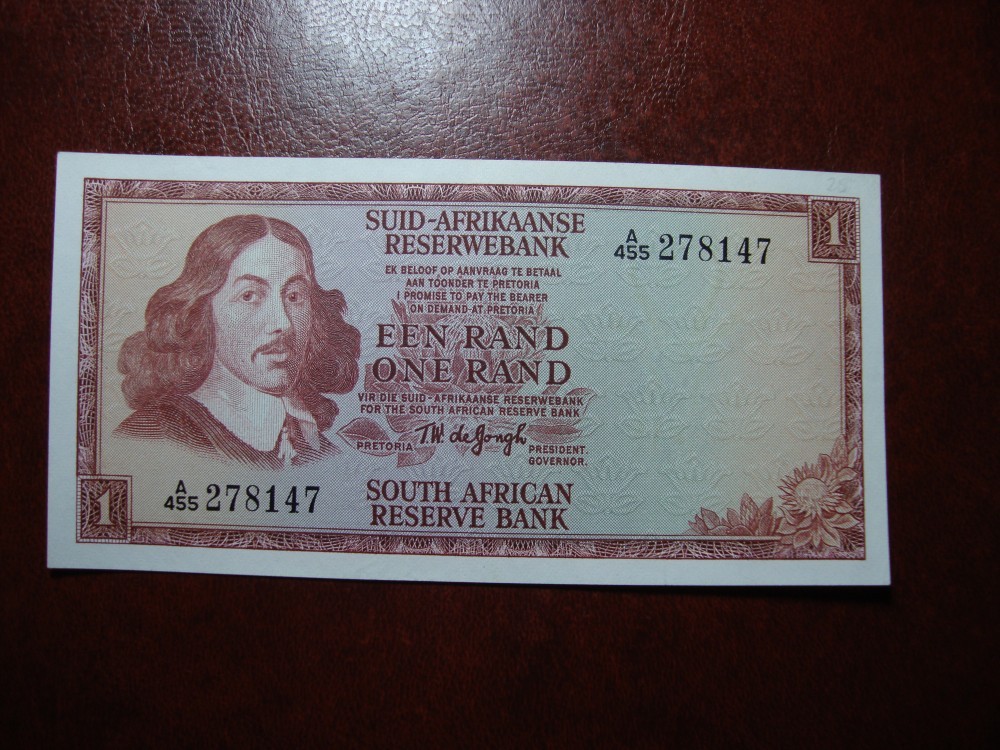 25
1
SUID-AFRIKAANSE
RESERWEBANK
A/455 278147
EK BELOOF OP AANVRAAG TE BETAAL
AAN TOONDER TE PRETORIA
I PROMISE TO PAY THE BEARER
ON DEMAND AT PRETORIA
EEN RAND
ONE RAND
VIR DIE SUID-AFRIKAANSE RESERWEBANK
FOR THE SOUTH AFRICAN RESERVE BANK
PRETORIA T.W. de Jongh PRESIDENT.
GOVERNOR.
A/455 278147
SOUTH AFRICAN
RESERVE BANK
1